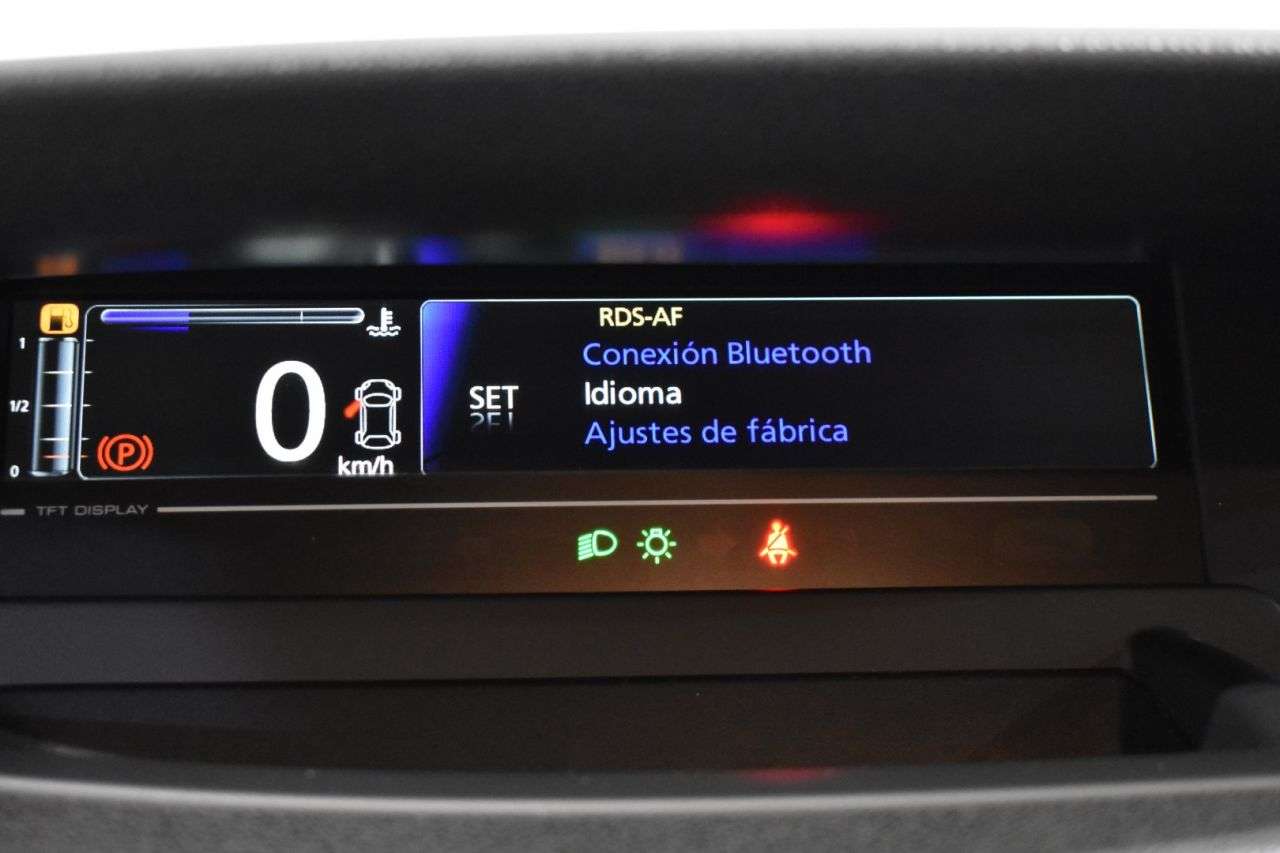 RDS-AF
Conexión Bluetooth
SET
Idioma
Ajustes de fábrica
1
1/2
0
0
km/h
P
TFT DISPLAY